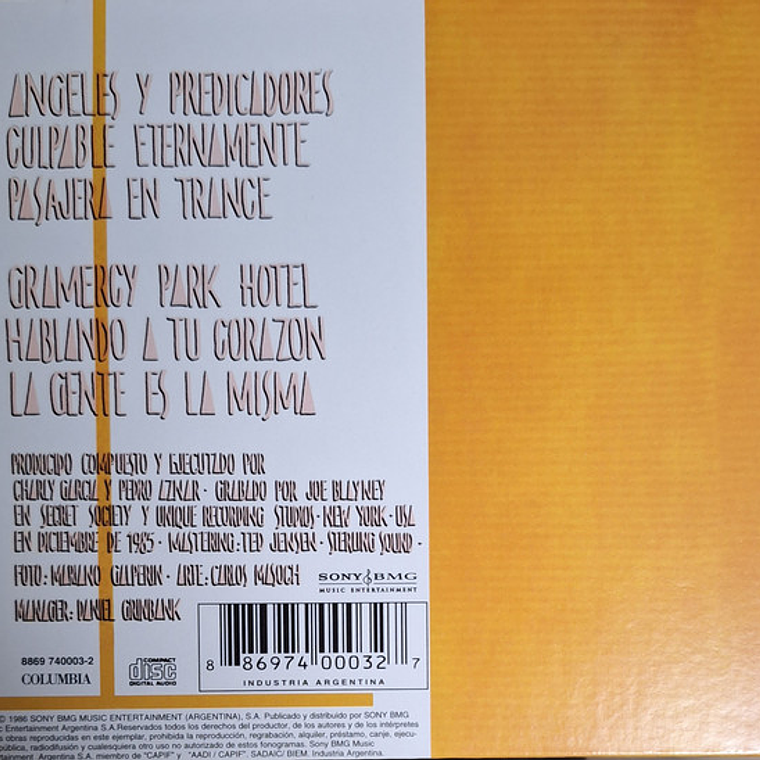 ANGELES Y PREDICADORES
CULPABLE ETERNAMENTE
PASAJERA EN TRANCE
GRAMERCY PARK HOTEL
HABLANDO A TU CORAZON
LA GENTE ES LA MISMA
PRODUCIDO COMPUESTO Y EJECUTADO POR
CHARLY GARCIA Y PEDRO AZNAR · GRABADO POR JOE BLAYNEY
EN SECRET SOCIETY Y UNIQUE RECORDING STUDIOS · NEW YORK · USA
EN DICIEMBRE DE 1985 · MASTERING: TED JENSEN · STERLING SOUND ·
FOTO: MARIANO GALPERIN · ARTE: CARLOS MASOCH
SONY BMG
MUSIC ENTERTAINMENT
MANAGER: DANIEL GRINBANK
8869 740003-2
COLUMBIA
COMPACT
disc
DIGITAL AUDIO
8 86974 00032 7
INDUSTRIA ARGENTINA
© 1986 SONY BMG MUSIC ENTERTAINMENT (ARGENTINA), S.A. Publicado y distribuido por SONY BMG
c Entertainment Argentina S.A.Reservados todos los derechos del productor, de los autores y de los intérpretes
s obras reproducidas en este ejemplar, prohibida la reproducción, regrabación, alquiler, préstamo, canje, ejecu-
pública, radiodifusión y cualesquiera otro uso no autorizado de estos fonogramas. Sony BMG Music
rtainment Argentina S.A. miembro de "CAPIF" y "AADI / CAPIF". SADAIC/ BIEM. Industria Argentina.